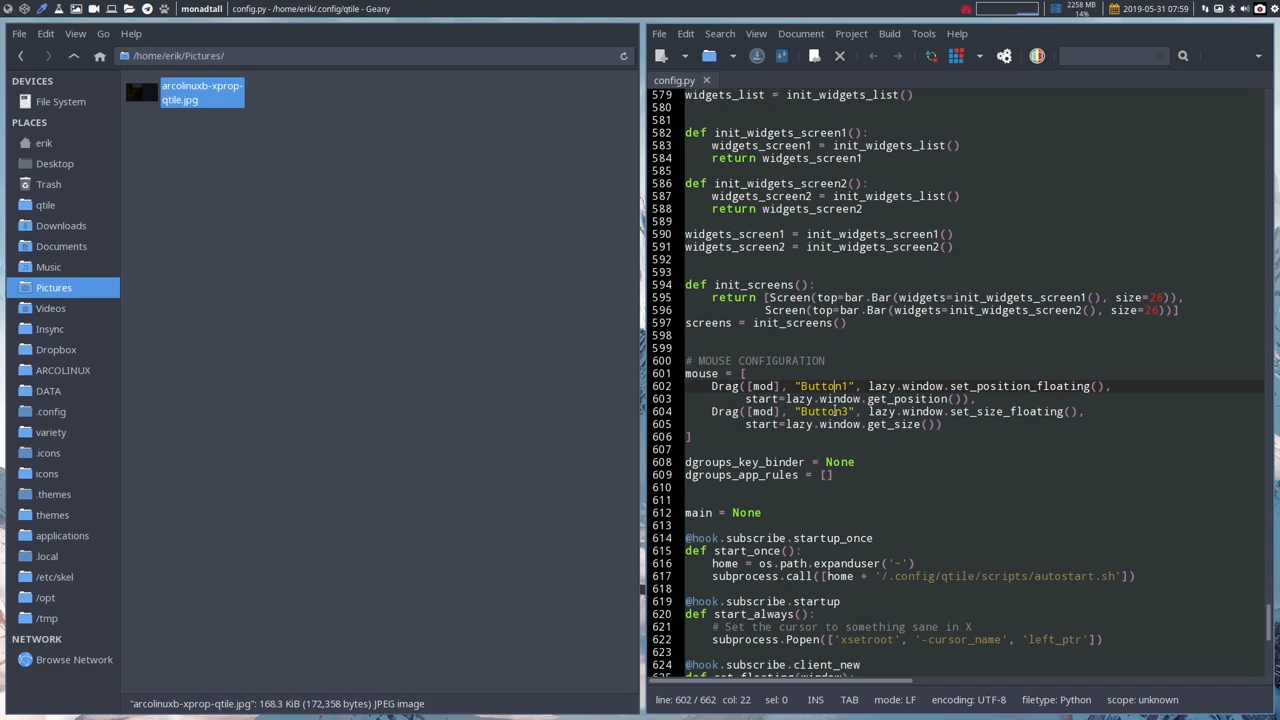 monadtall
config.py - /home/erik/.config/qtile - Geany
2258 MB
14%
2019-05-31 07:59
File Edit View Go Help
/home/erik/Pictures/
DEVICES
File System
PLACES
erik
Desktop
Trash
qtile
Downloads
Documents
Music
Pictures
Videos
Insync
Dropbox
ARCOLINUX
DATA
.config
variety
.icons
icons
.themes
themes
applications
.local
/etc/skel
/opt
/tmp
NETWORK
Browse Network
arcolinuxb-xprop-
qtile.jpg
"arcolinuxb-xprop-qtile.jpg": 168.3 KiB (172,358 bytes) JPEG image
File Edit Search View Document Project Build Tools Help
config.py
579 widgets_list = init_widgets_list()
580
581
582 def init_widgets_screen1():
583     widgets_screen1 = init_widgets_list()
584     return widgets_screen1
585
586 def init_widgets_screen2():
587     widgets_screen2 = init_widgets_list()
588     return widgets_screen2
589
590 widgets_screen1 = init_widgets_screen1()
591 widgets_screen2 = init_widgets_screen2()
592
593
594 def init_screens():
595     return [Screen(top=bar.Bar(widgets=init_widgets_screen1(), size=26)),
596             Screen(top=bar.Bar(widgets=init_widgets_screen2(), size=26))]
597 screens = init_screens()
598
599
600 # MOUSE CONFIGURATION
601 mouse = [
602     Drag([mod], "Button1", lazy.window.set_position_floating(),
603          start=lazy.window.get_position()),
604     Drag([mod], "Button3", lazy.window.set_size_floating(),
605          start=lazy.window.get_size())
606 ]
607
608 dgroups_key_binder = None
609 dgroups_app_rules = []
610
611
612 main = None
613
614 @hook.subscribe.startup_once
615 def start_once():
616     home = os.path.expanduser('~')
617     subprocess.call([home + '/.config/qtile/scripts/autostart.sh'])
618
619 @hook.subscribe.startup
620 def start_always():
621     # Set the cursor to something sane in X
622     subprocess.Popen(['xsetroot', '-cursor_name', 'left_ptr'])
623
624 @hook.subscribe.client_new
625 def set_floating(window):
line: 602 / 662 col: 22 sel: 0 INS TAB mode: LF encoding: UTF-8 filetype: Python scope: unknown